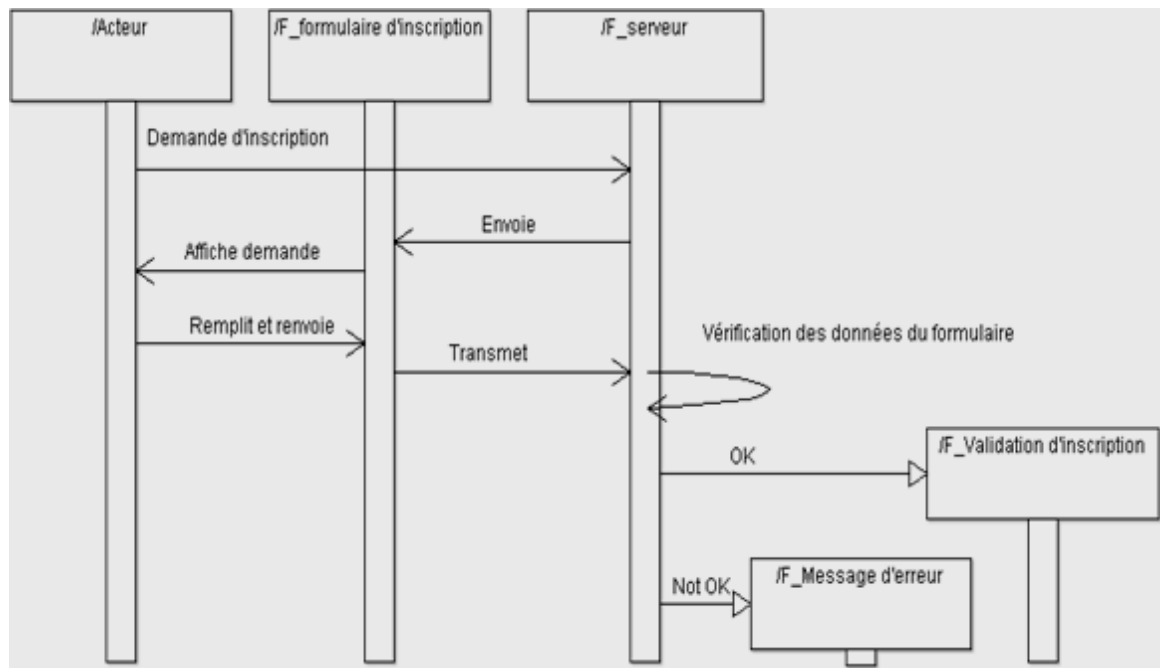 /Acteur
/F_formulaire d'inscription
/F_serveur
Demande d'inscription
Envoie
Affiche demande
Remplit et renvoie
Transmet
Vérification des données du formulaire
OK
/F_Validation d'inscription
Not OK
/F_Message d'erreur